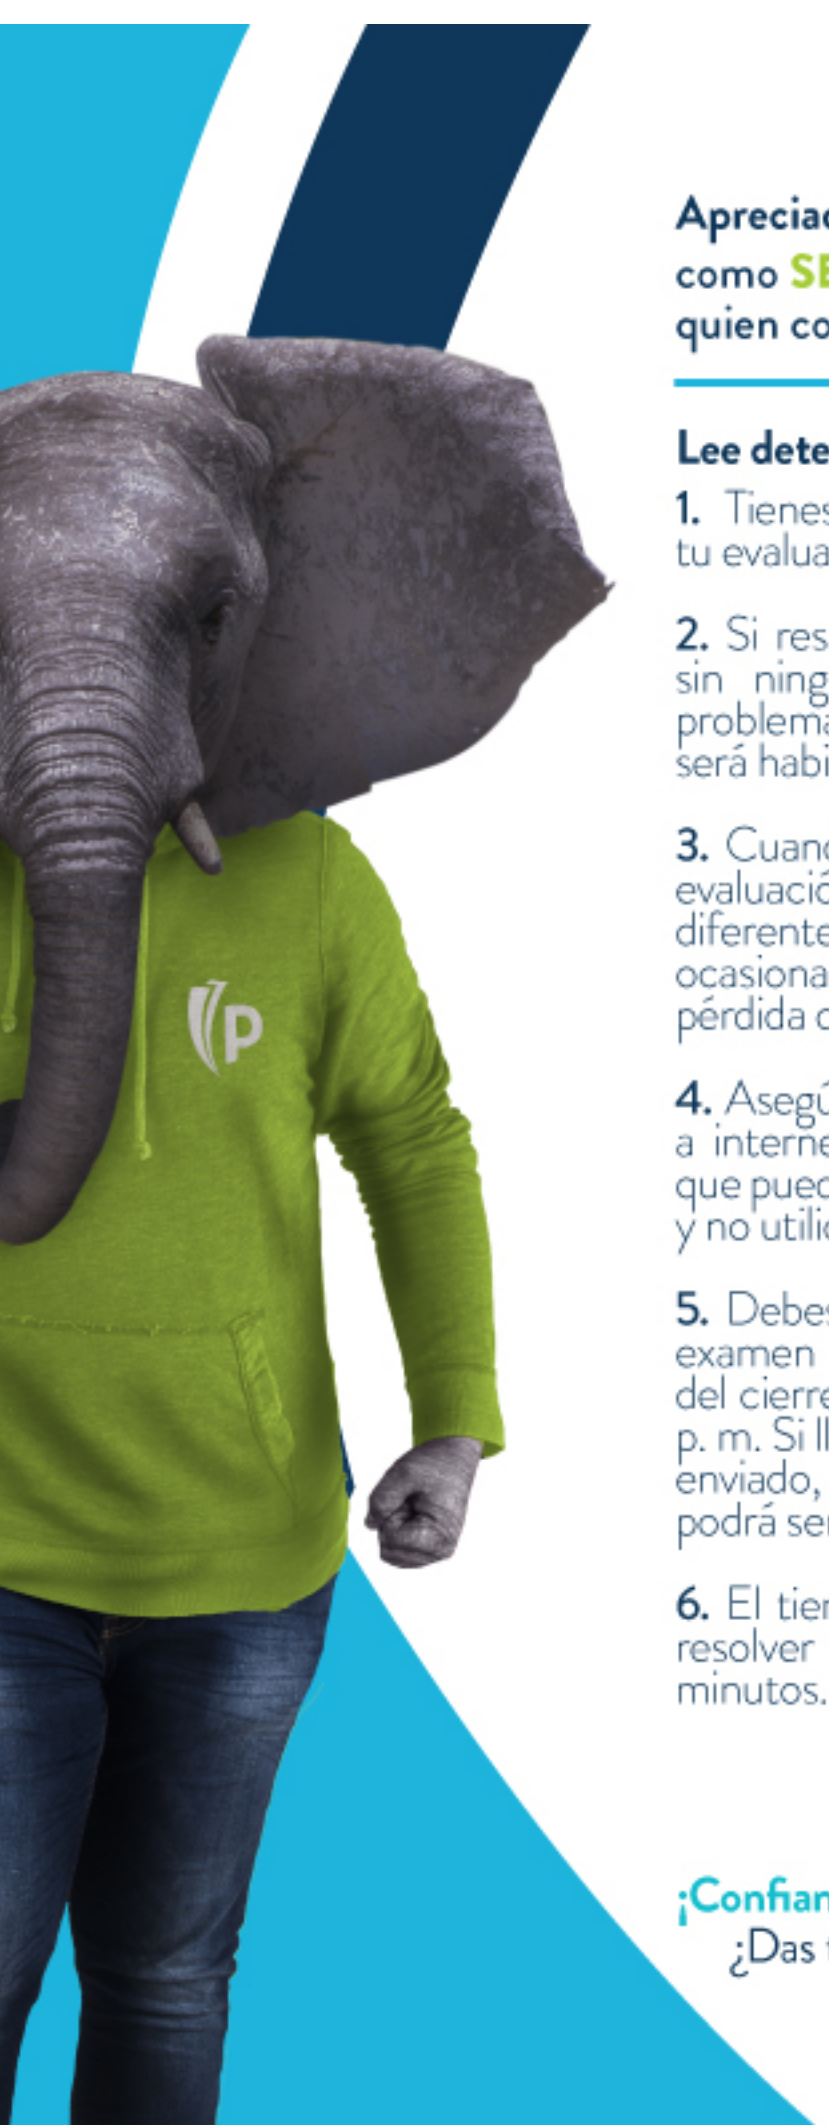 Apreciad
como SE
quien co
Lee dete
1. Tienes
tu evalua
2. Si res
sin ning
problema
será habi
3. Cuand
evaluació
diferente
ocasiona
pérdida
4. Asegú
a interne
que pued
y no utili
5. Debes
examen
del cierre
p. m. Si ll
enviado,
podrá ser
6. El tien
resolver
minutos.
¡Confian
¿Das
P